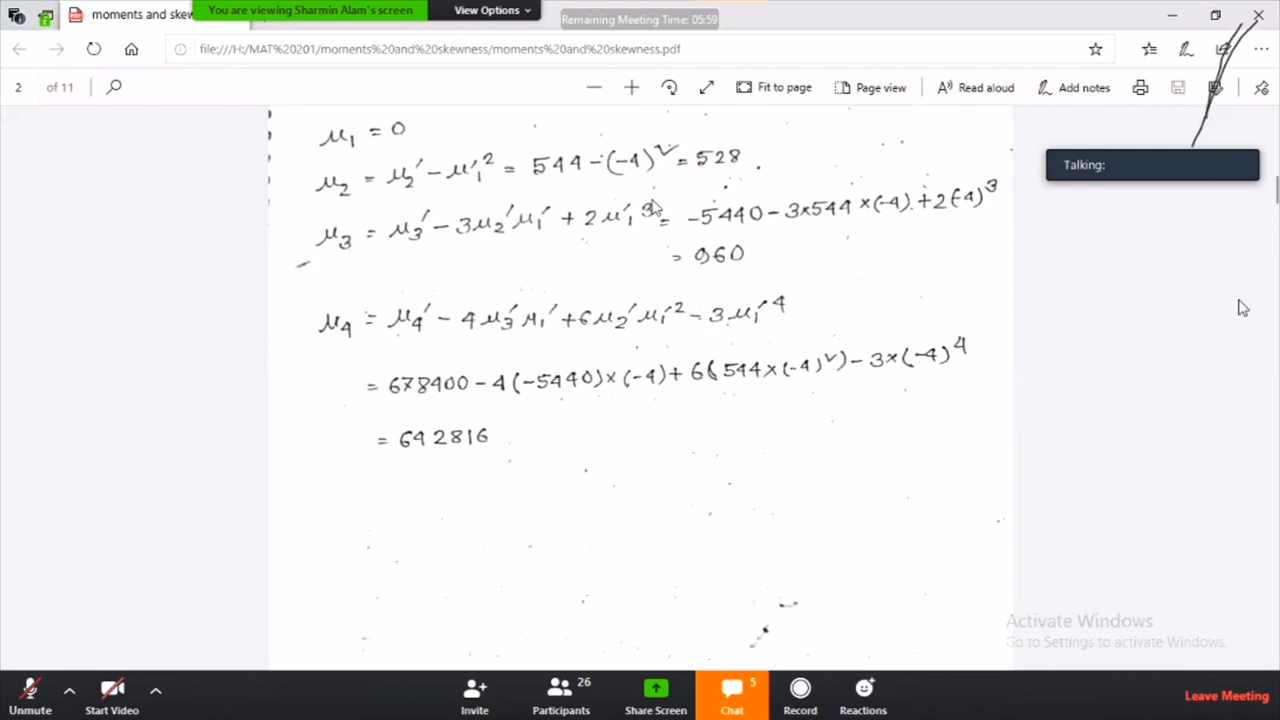 moments and skew
You are viewing Sharmin Alam's screen
View Options
Remaining Meeting Time: 05:59
file:///H:/MAT%20201/moments%20and%20skewness/moments%20and%20skewness.pdf
2 of 11
Fit to page
Page view
Read aloud
Add notes
μ₁ = 0
Talking:
μ₂ = μ₂′ − μ₁′² = 544 − (−4)² = 528 .
μ₃ = μ₃′ − 3μ₂′μ₁′ + 2μ₁′³ = −5440 − 3×544 ×(−4) + 2(−4)³
= 960
μ₄ = μ₄′ − 4μ₃′μ₁′ + 6μ₂′μ₁′² − 3μ₁′⁴
= 678400 − 4(−5440)×(−4) + 6(544×(−4)²) − 3×(−4)⁴
= 642816
Activate Windows
Go to Settings to activate Windows.
Unmute
Start Video
Invite
Participants 26
Share Screen
Chat 5
Record
Reactions
Leave Meeting